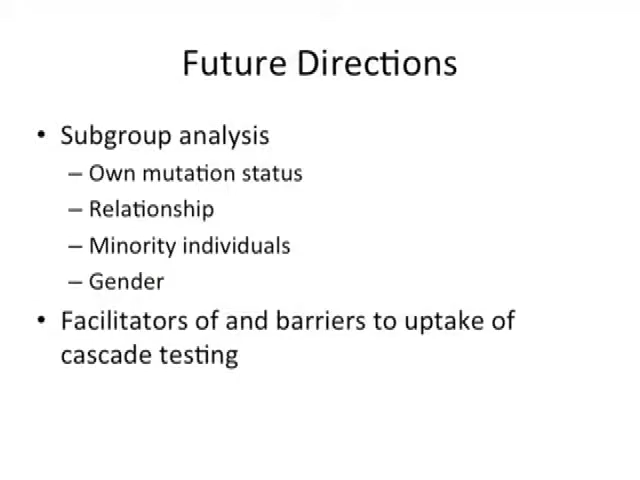 Future Directions
• Subgroup analysis
– Own mutation status
– Relationship
– Minority individuals
– Gender
• Facilitators of and barriers to uptake of
cascade testing